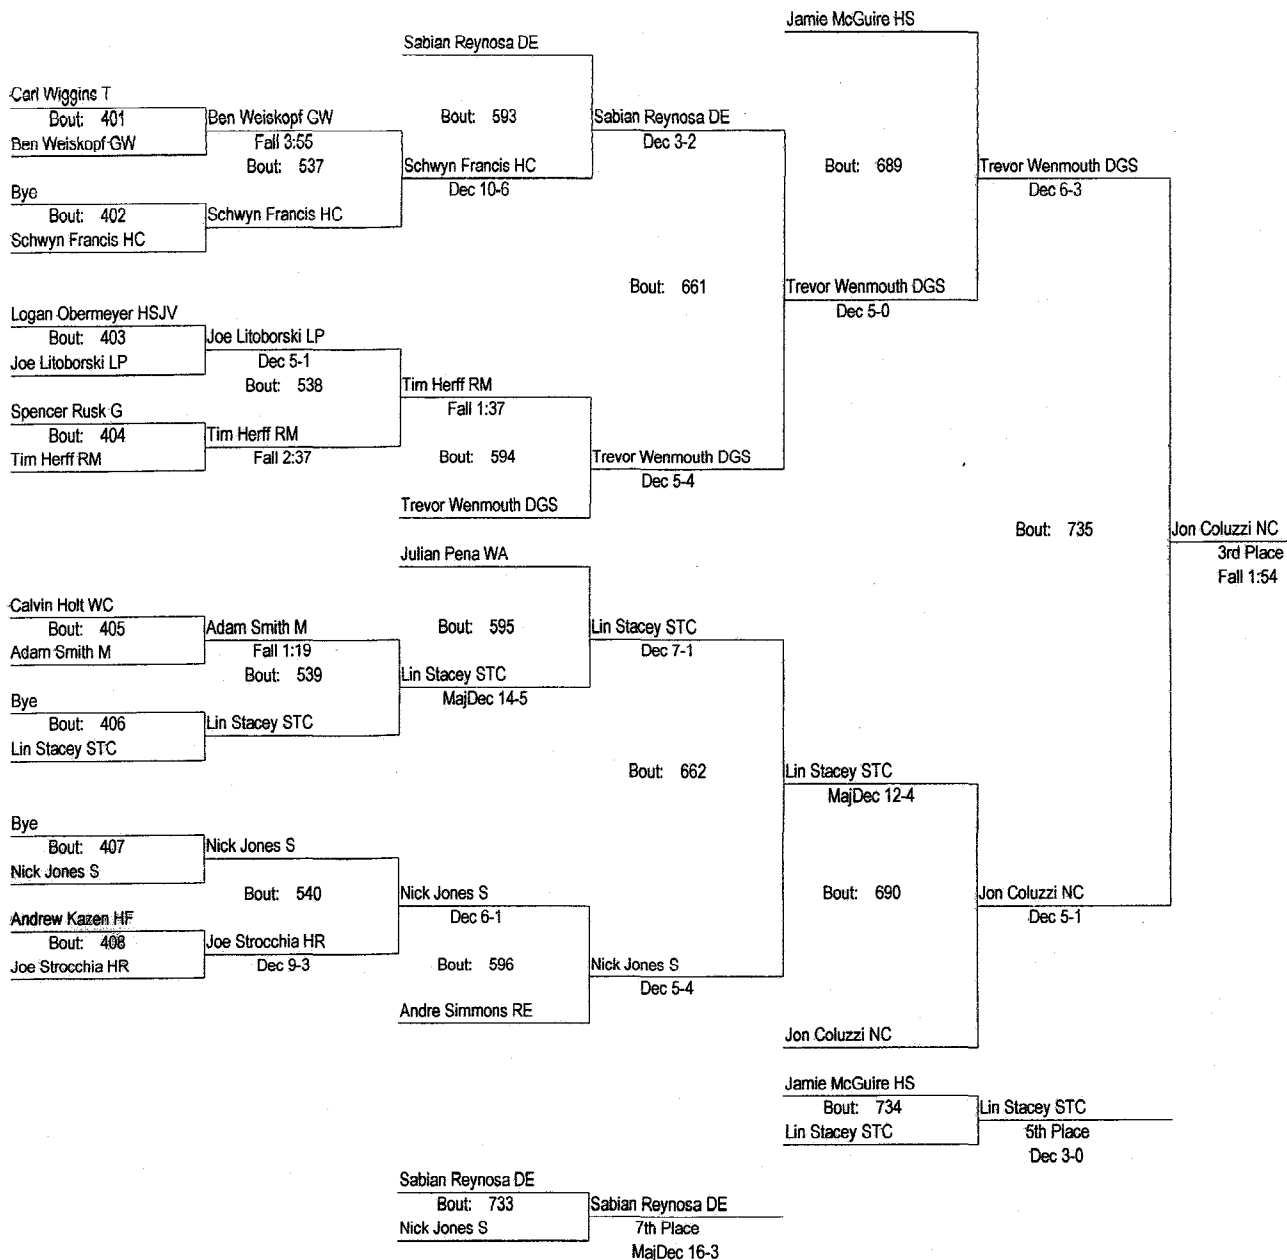 Jamie McGuire HS
Sabian Reynosa DE
Carl Wiggins T
Bout: 401
Ben Weiskopf GW
Ben Weiskopf GW
Fall 3:55
Bout: 537
Bye
Bout: 402
Schwyn Francis HC
Schwyn Francis HC
Bout: 593
Schwyn Francis HC
Dec 10-6
Sabian Reynosa DE
Dec 3-2
Bout: 689
Trevor Wenmouth DGS
Dec 6-3
Bout: 661
Trevor Wenmouth DGS
Dec 5-0
Logan Obermeyer HSJV
Bout: 403
Joe Litoborski LP
Joe Litoborski LP
Dec 5-1
Bout: 538
Spencer Rusk G
Bout: 404
Tim Herff RM
Tim Herff RM
Fall 2:37
Tim Herff RM
Fall 1:37
Bout: 594
Trevor Wenmouth DGS
Trevor Wenmouth DGS
Dec 5-4
Bout: 735
Jon Coluzzi NC
3rd Place
Fall 1:54
Julian Pena WA
Calvin Holt WC
Bout: 405
Adam Smith M
Adam Smith M
Fall 1:19
Bout: 539
Bye
Bout: 406
Lin Stacey STC
Lin Stacey STC
Bout: 595
Lin Stacey STC
MajDec 14-5
Lin Stacey STC
Dec 7-1
Bout: 662
Lin Stacey STC
MajDec 12-4
Bye
Bout: 407
Nick Jones S
Nick Jones S
Bout: 540
Andrew Kazen HF
Bout: 408
Joe Strocchia HR
Joe Strocchia HR
Dec 9-3
Nick Jones S
Dec 6-1
Bout: 596
Andre Simmons RE
Nick Jones S
Dec 5-4
Bout: 690
Jon Coluzzi NC
Dec 5-1
Jon Coluzzi NC
Jamie McGuire HS
Bout: 734
Lin Stacey STC
Lin Stacey STC
5th Place
Dec 3-0
Sabian Reynosa DE
Bout: 733
Nick Jones S
Sabian Reynosa DE
7th Place
MajDec 16-3